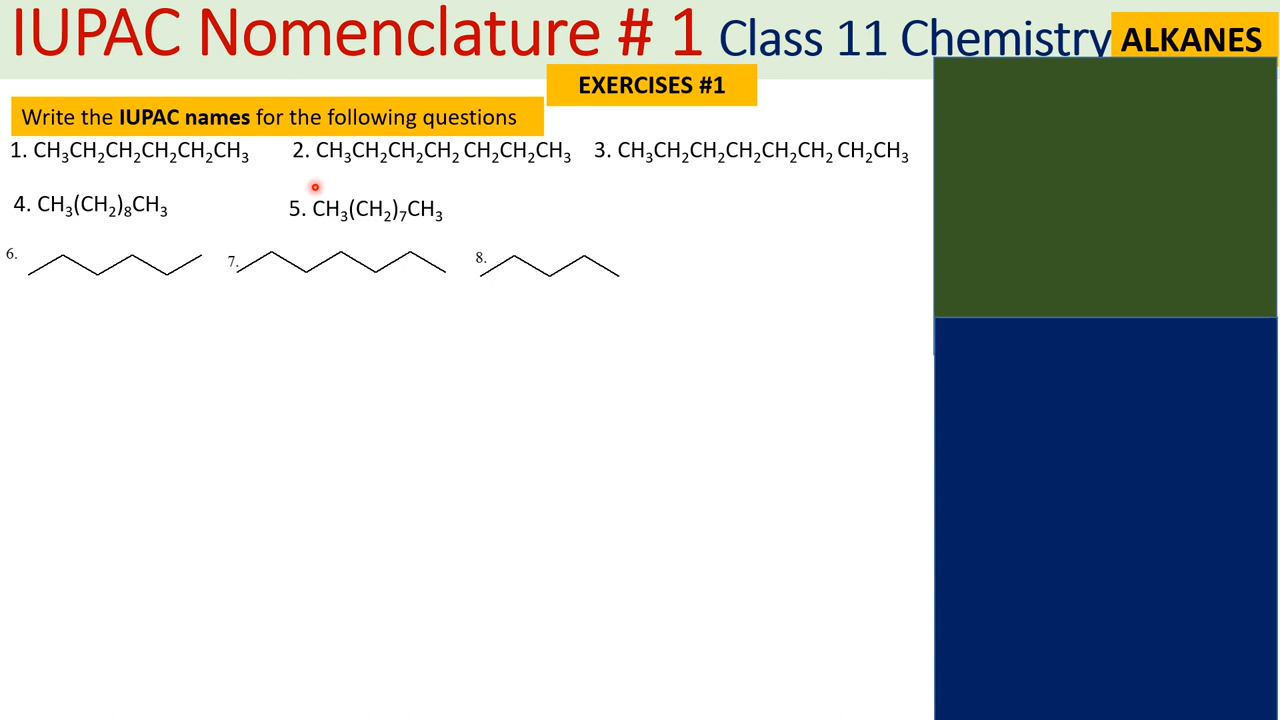 IUPAC Nomenclature # 1 Class 11 Chemistry ALKANES
EXERCISES #1
Write the IUPAC names for the following questions
1. CH₃CH₂CH₂CH₂CH₂CH₃ 2. CH₃CH₂CH₂CH₂ CH₂CH₂CH₃ 3. CH₃CH₂CH₂CH₂CH₂CH₂ CH₂CH₃
4. CH₃(CH₂)₈CH₃ 5. CH₃(CH₂)₇CH₃
6. 7. 8.